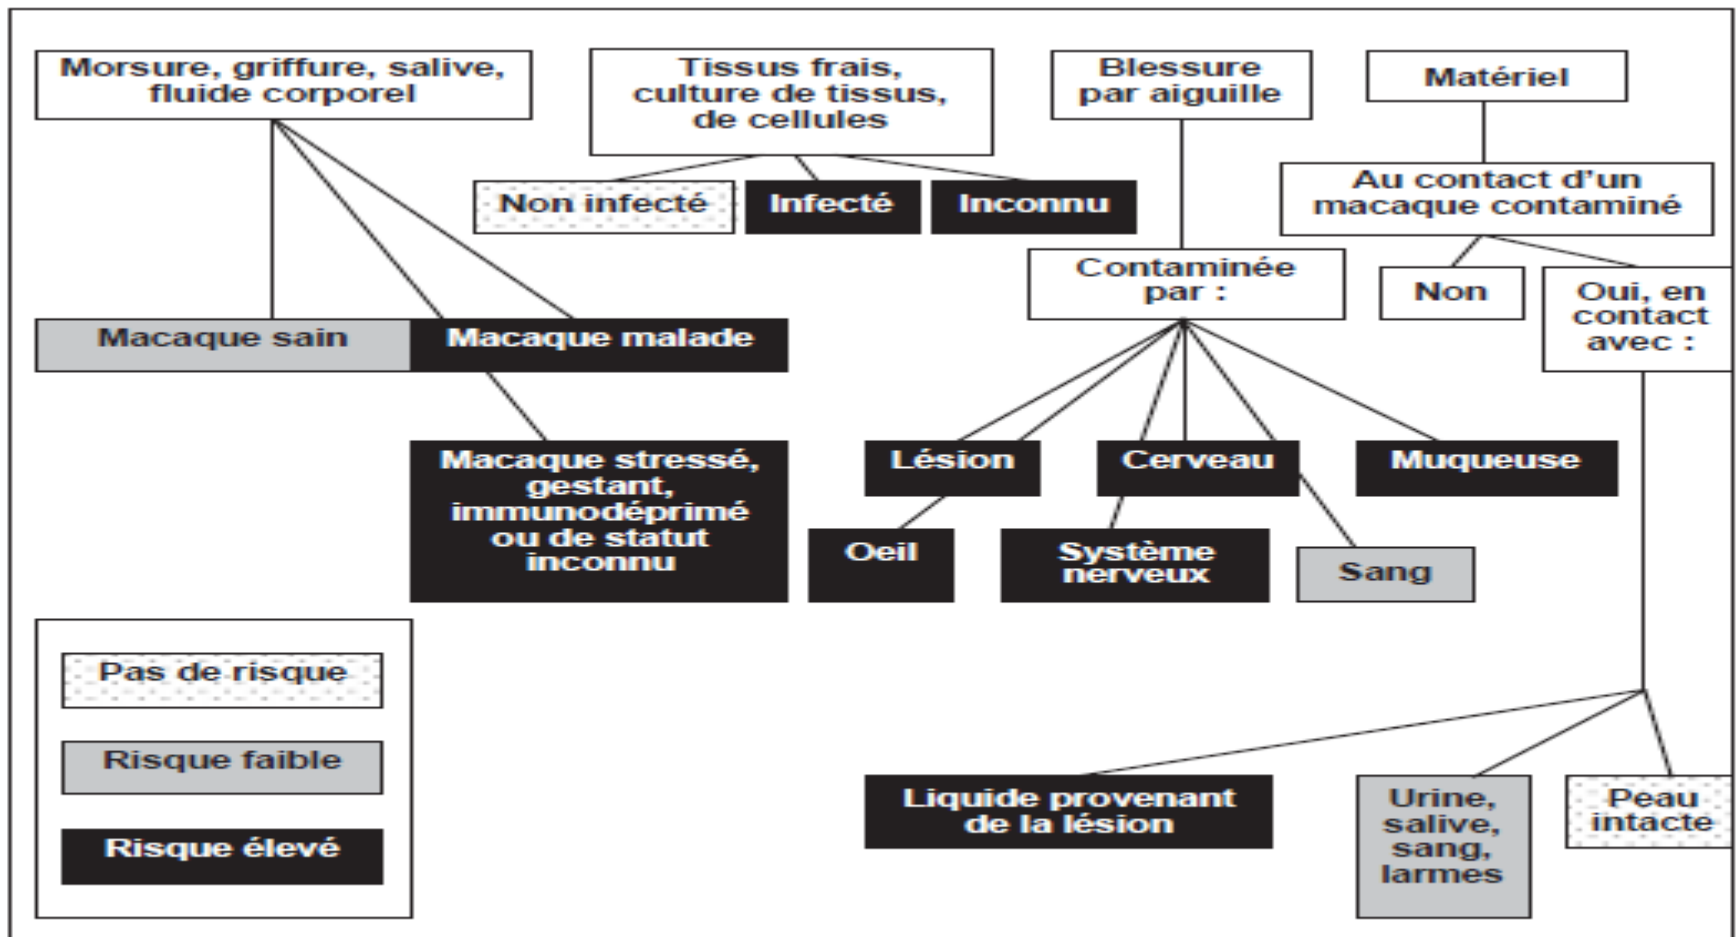 Morsure, griffure, salive,
fluide corporel
Tissus frais,
culture de tissus,
de cellules
Blessure
par aiguille
Matériel
Non infecté
Infecté
Inconnu
Au contact d'un
macaque contaminé
Contaminée
par :
Non
Oui, en
contact
avec :
Macaque sain
Macaque malade
Macaque stressé,
gestant,
immunodéprimé
ou de statut
inconnu
Lésion
Cerveau
Muqueuse
Oeil
Système
nerveux
Sang
Pas de risque
Risque faible
Risque élevé
Liquide provenant
de la lésion
Urine,
salive,
sang,
larmes
Peau
intacte